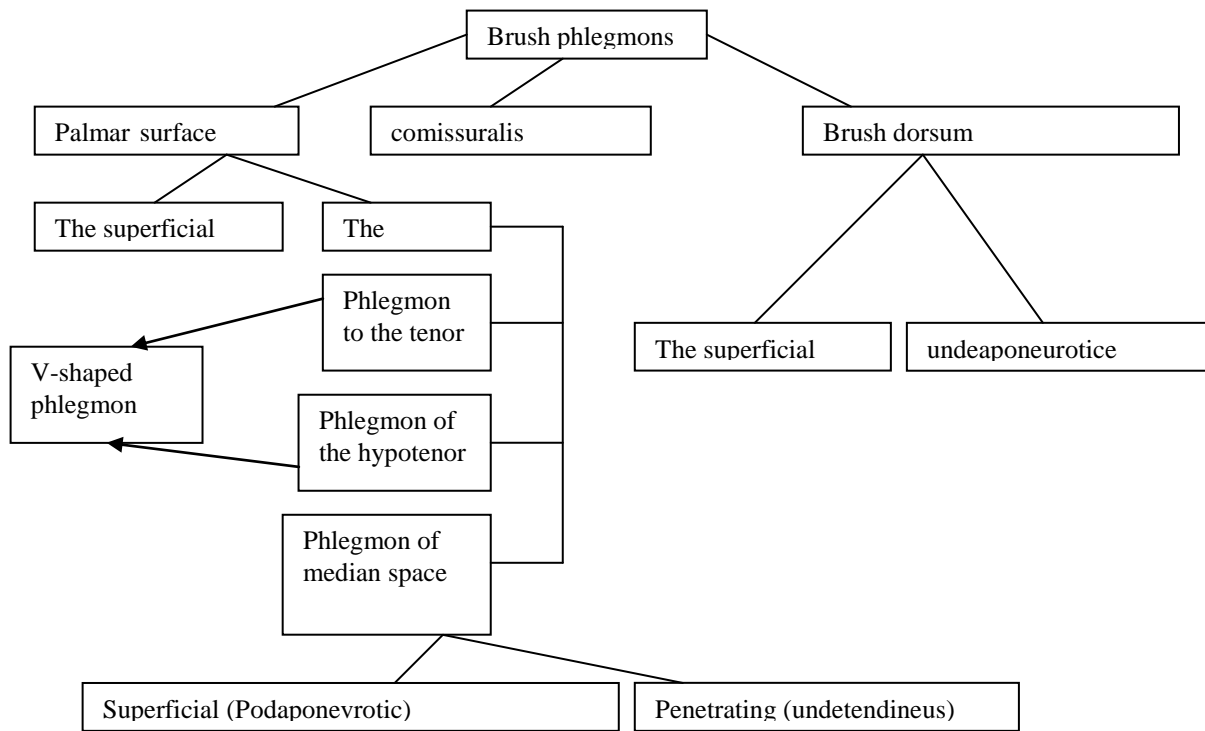 Brush phlegmons
Palmar surface
comissuralis
Brush dorsum
The superficial
The
Phlegmon
to the tenor
The superficial
undeaponeurotice
V-shaped
phlegmon
Phlegmon of
the hypotenor
Phlegmon of
median space
Superficial (Podaponevrotic)
Penetrating (undetendineus)